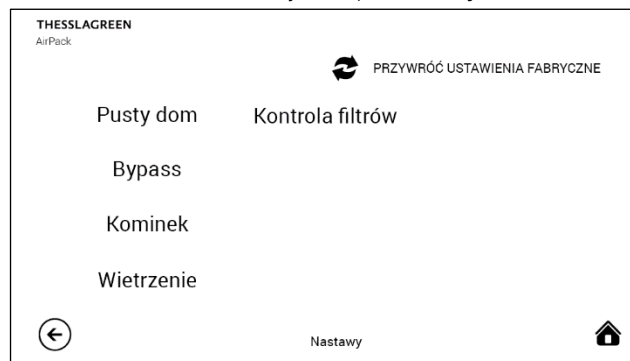 THESSLAGREEN
AirPack
PRZYWRÓĆ USTAWIENIA FABRYCZNE
Pusty dom
Kontrola filtrów
Bypass
Kominek
Wietrzenie
Nastawy